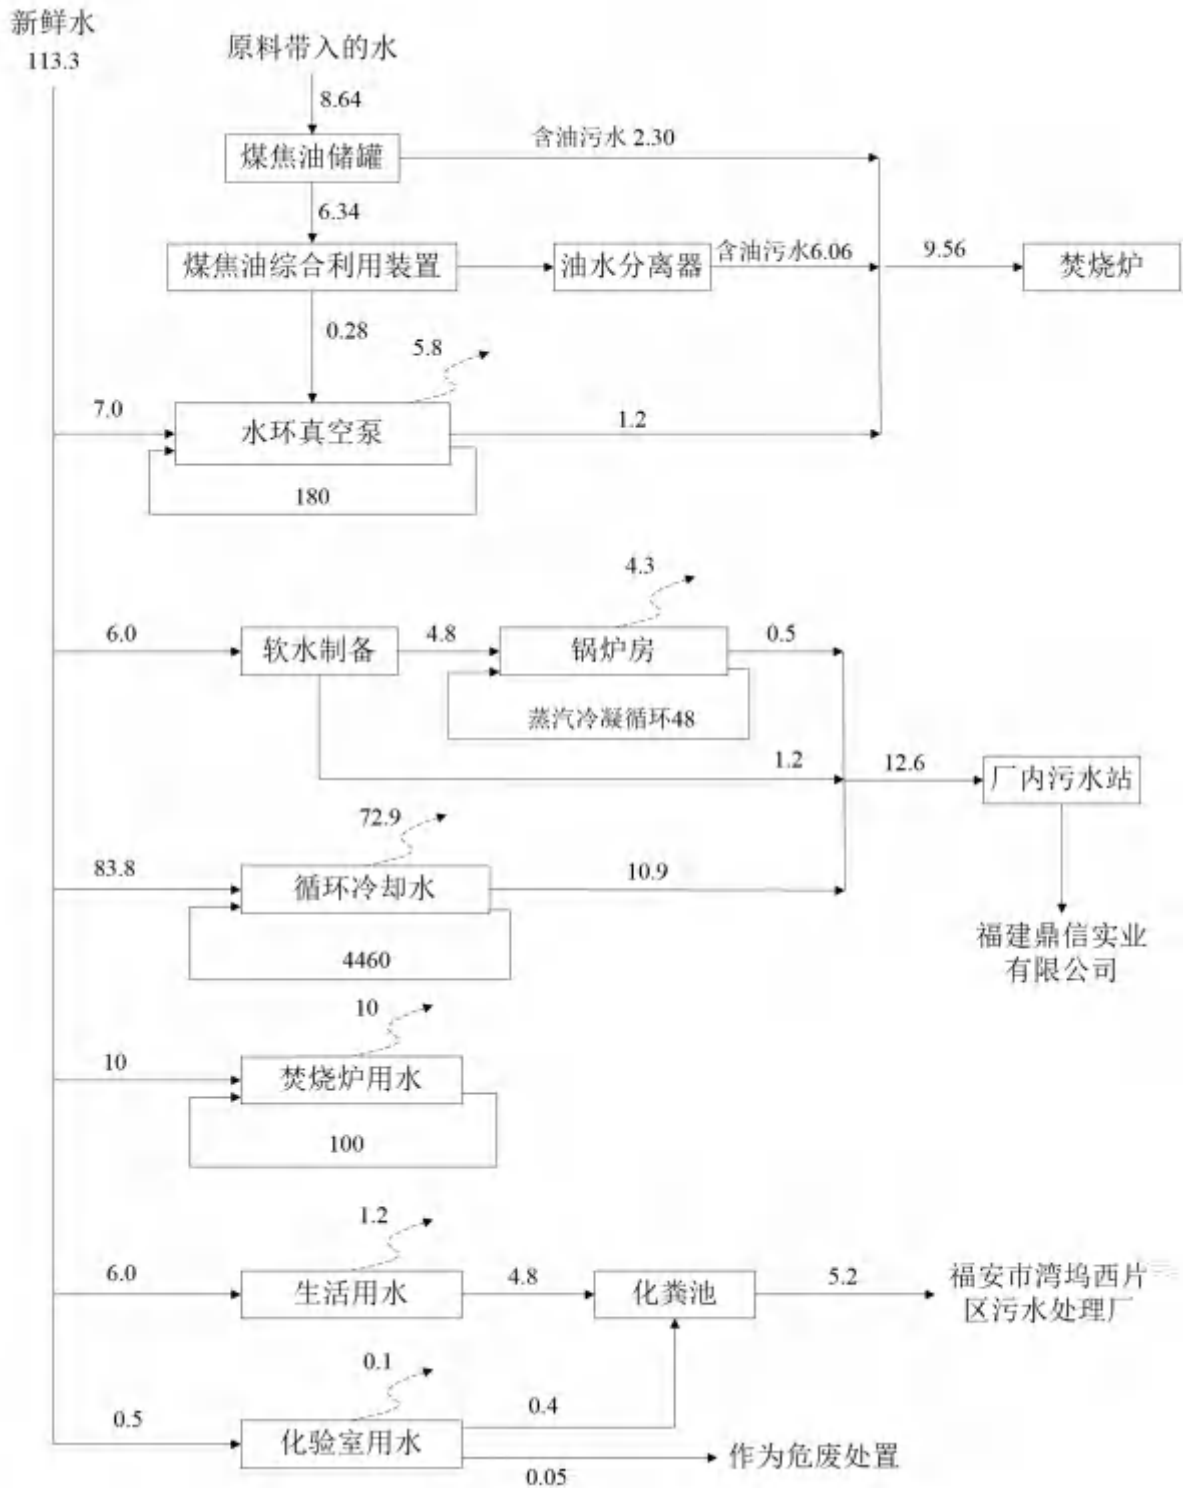 新鲜水
113.3
原料带入的水
8.64
煤焦油储罐
含油污水 2.30
6.34
煤焦油综合利用装置
油水分离器
含油污水6.06
9.56
焚烧炉
0.28
5.8
7.0
水环真空泵
1.2
180
4.3
6.0
软水制备
4.8
锅炉房
0.5
蒸汽冷凝循环48
1.2
12.6
厂内污水站
72.9
83.8
循环冷却水
10.9
4460
福建鼎信实业
有限公司
10
10
焚烧炉用水
100
1.2
6.0
生活用水
4.8
化粪池
5.2
福安市湾坞西片
区污水处理厂
0.1
0.5
化验室用水
0.4
0.05
作为危废处置